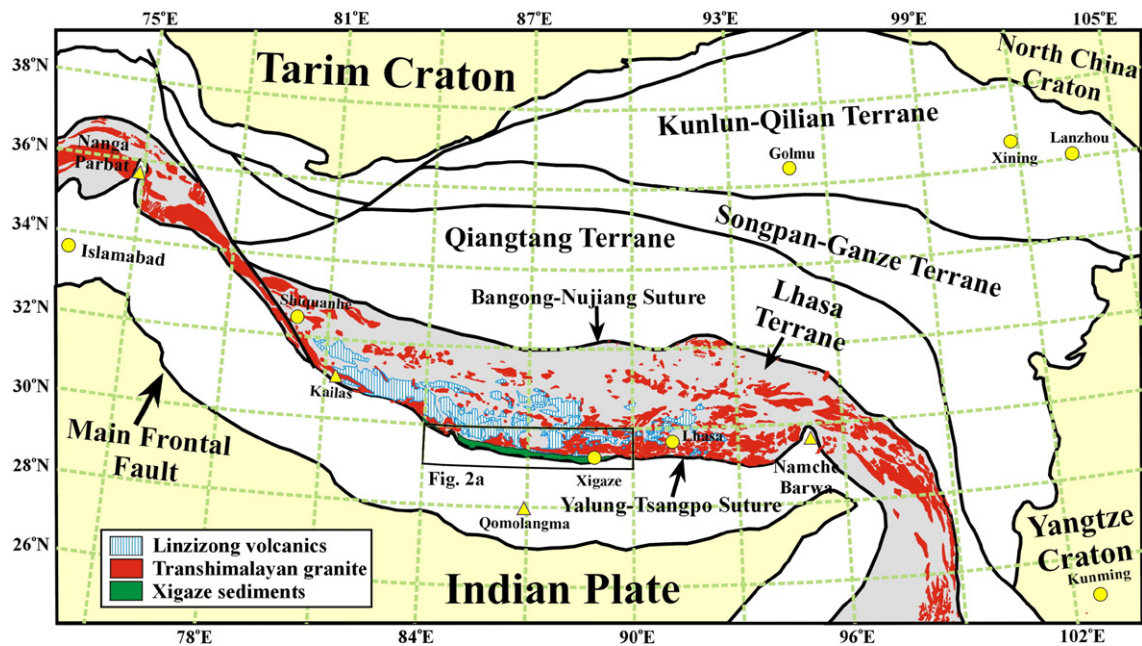 75°E 81°E 87°E 93°E 99°E 105°E
38°N
36°N
34°N
32°N
30°N
28°N
26°N
Tarim Craton
North China
Craton
Kunlun-Qilian Terrane
Golmu
Xining
Lanzhou
Nanga
Parbat
Islamabad
Qiangtang Terrane
Songpan-Ganze Terrane
Bangong-Nujiang Suture
Lhasa
Terrane
Shiquanhe
Kailas
Main Frontal
Fault
Lhasa
Namche
Barwa
Fig. 2a
Xigaze
Yalung-Tsangpo Suture
Qomolangma
Yangtze
Craton
Kunming
Indian Plate
Linzizong volcanics
Transhimalayan granite
Xigaze sediments
78°E 84°E 90°E 96°E 102°E